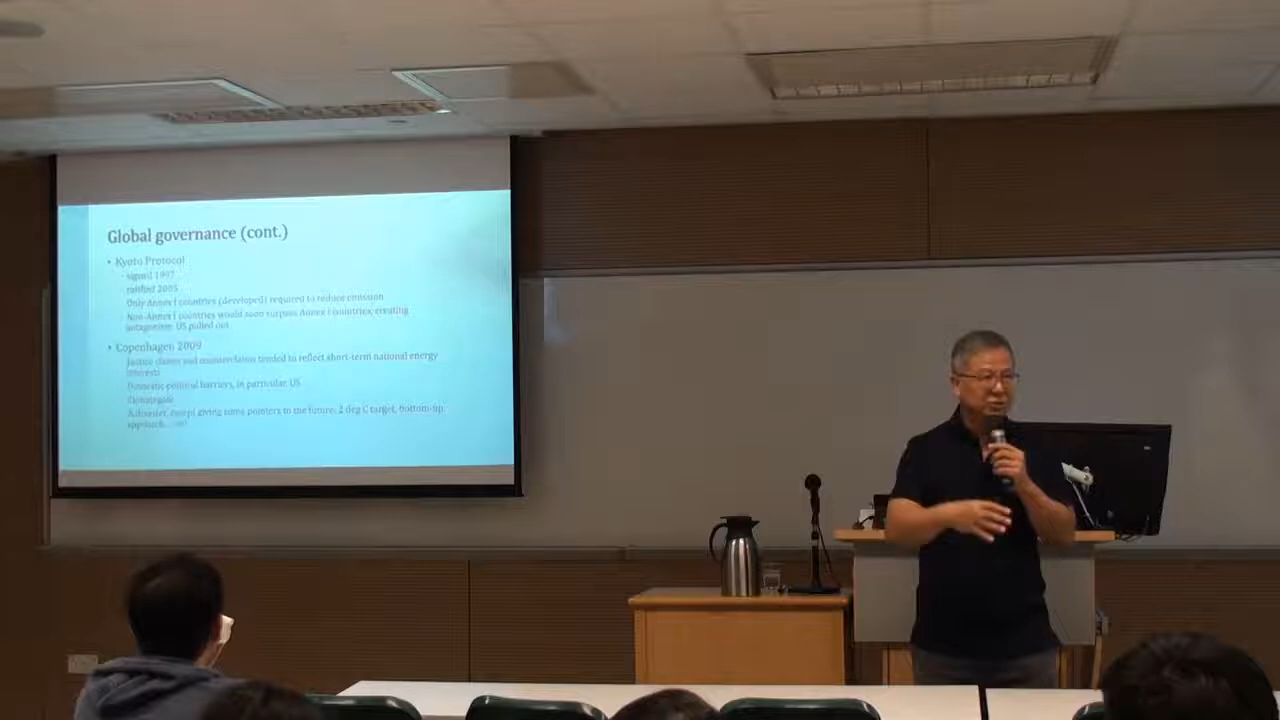 Global governance (cont.)
• Kyoto Protocol
- signed 1997
- ratified 2005
- Only Annex I countries (developed) required to reduce emission
- Non-Annex I countries would soon surpass Annex I countries, creating
antagonism: US pulled out
• Copenhagen 2009
- Justice claims and counterclaims tended to reflect short-term national energy
interests
- Domestic political barriers, in particular US
- Climategate
- A disaster, except giving some pointers to the future: 2 deg C target, bottom-up
approach...